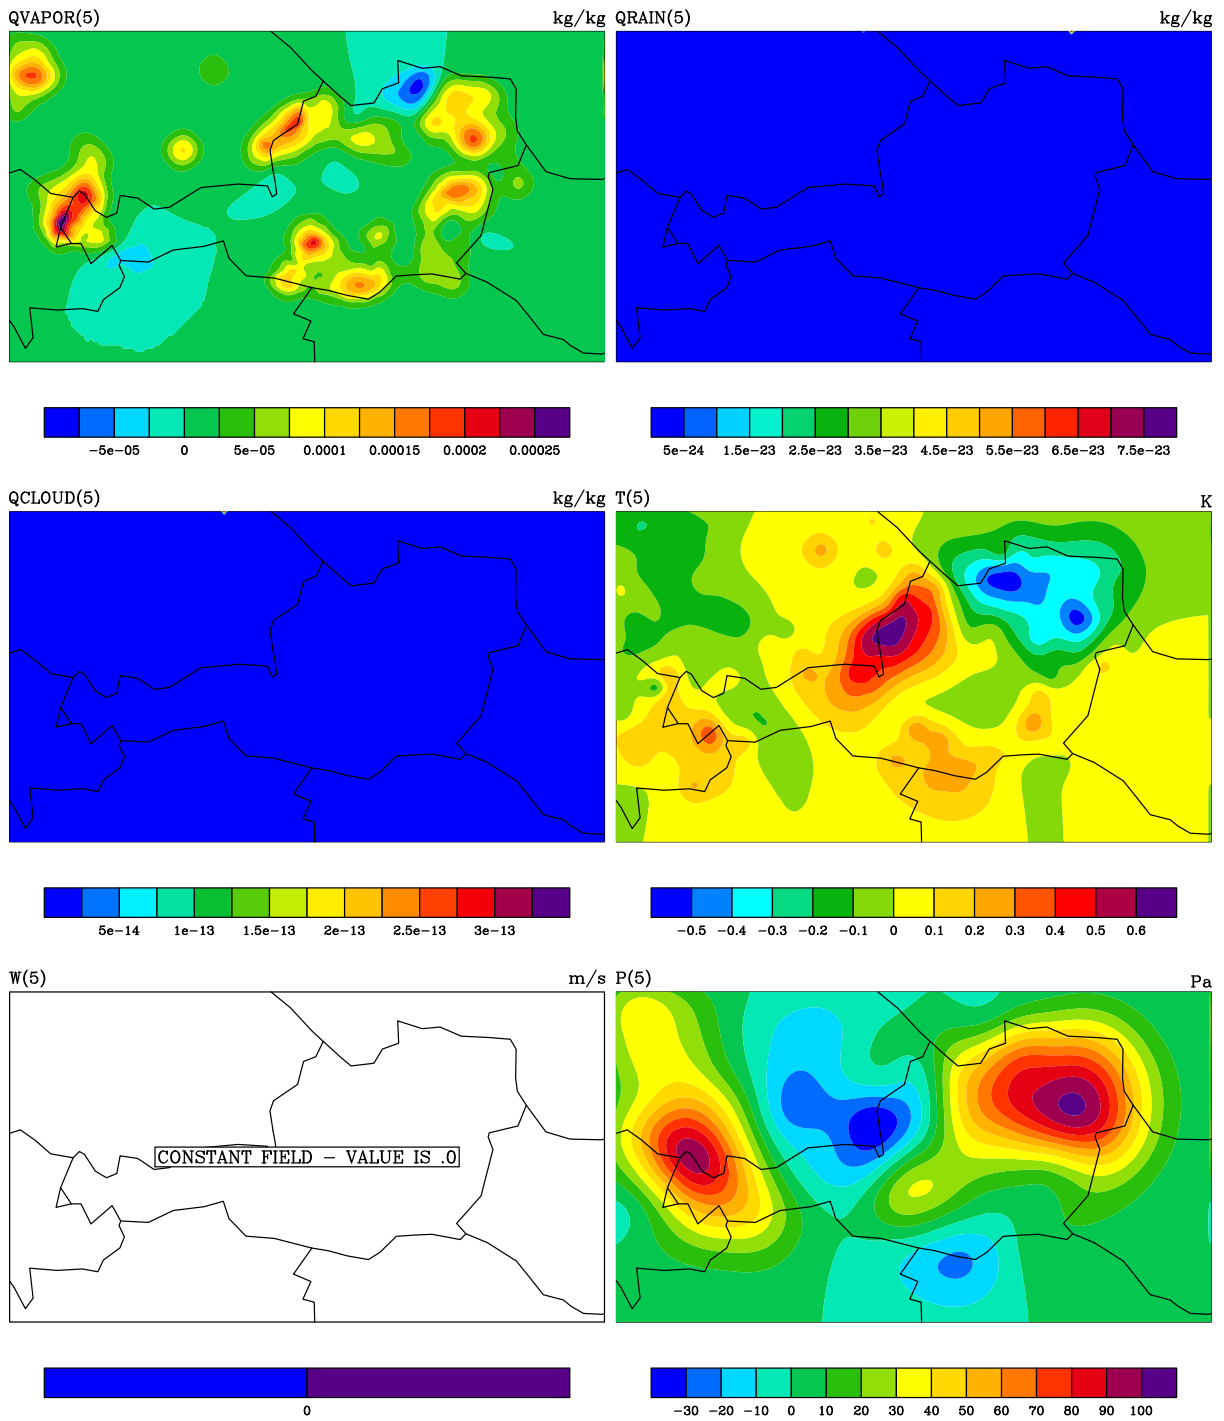 QVAPOR(5) kg/kg QRAIN(5) kg/kg
−5e−05 0 5e−05 0.0001 0.00015 0.0002 0.00025
5e−24 1.5e−23 2.5e−23 3.5e−23 4.5e−23 5.5e−23 6.5e−23 7.5e−23
QCLOUD(5) kg/kg T(5) K
5e−14 1e−13 1.5e−13 2e−13 2.5e−13 3e−13
−0.5 −0.4 −0.3 −0.2 −0.1 0 0.1 0.2 0.3 0.4 0.5 0.6
W(5) m/s P(5) Pa
CONSTANT FIELD − VALUE IS .0
0
−30 −20 −10 0 10 20 30 40 50 60 70 80 90 100